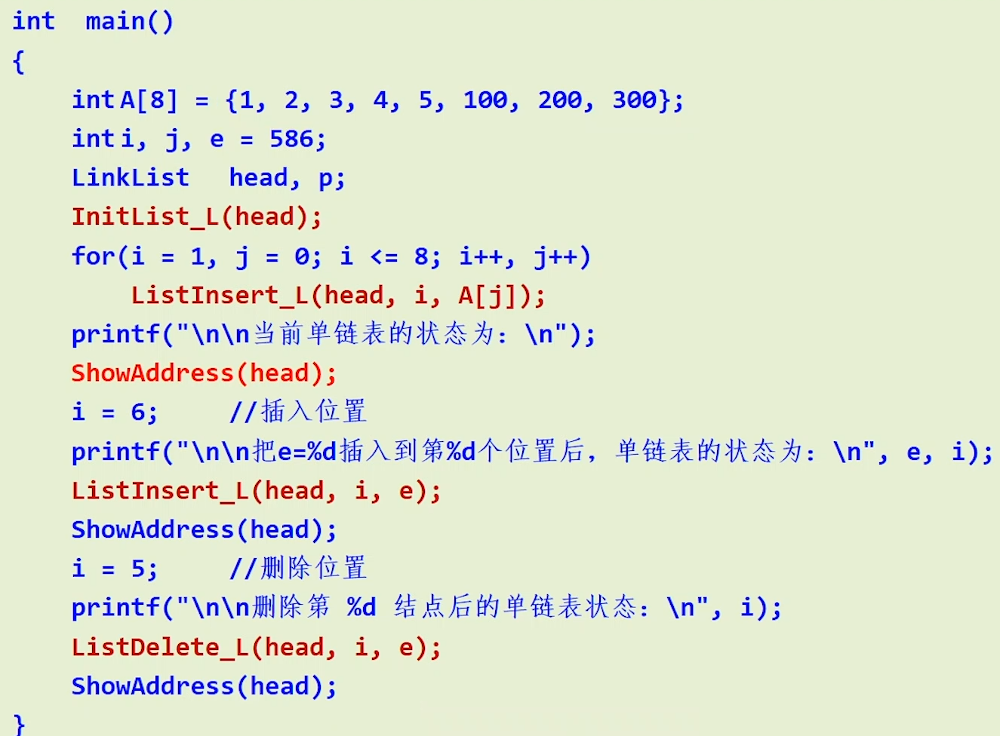 int  main()
{
    int A[8] = {1, 2, 3, 4, 5, 100, 200, 300};
    int i, j, e = 586;
    LinkList  head, p;
    InitList_L(head);
    for(i = 1, j = 0; i <= 8; i++, j++)
        ListInsert_L(head, i, A[j]);
    printf("\n\n当前单链表的状态为：\n");
    ShowAddress(head);
    i = 6;     //插入位置
    printf("\n\n把e=%d插入到第%d个位置后，单链表的状态为：\n", e, i);
    ListInsert_L(head, i, e);
    ShowAddress(head);
    i = 5;     //删除位置
    printf("\n\n删除第 %d 结点后的单链表状态：\n", i);
    ListDelete_L(head, i, e);
    ShowAddress(head);
}